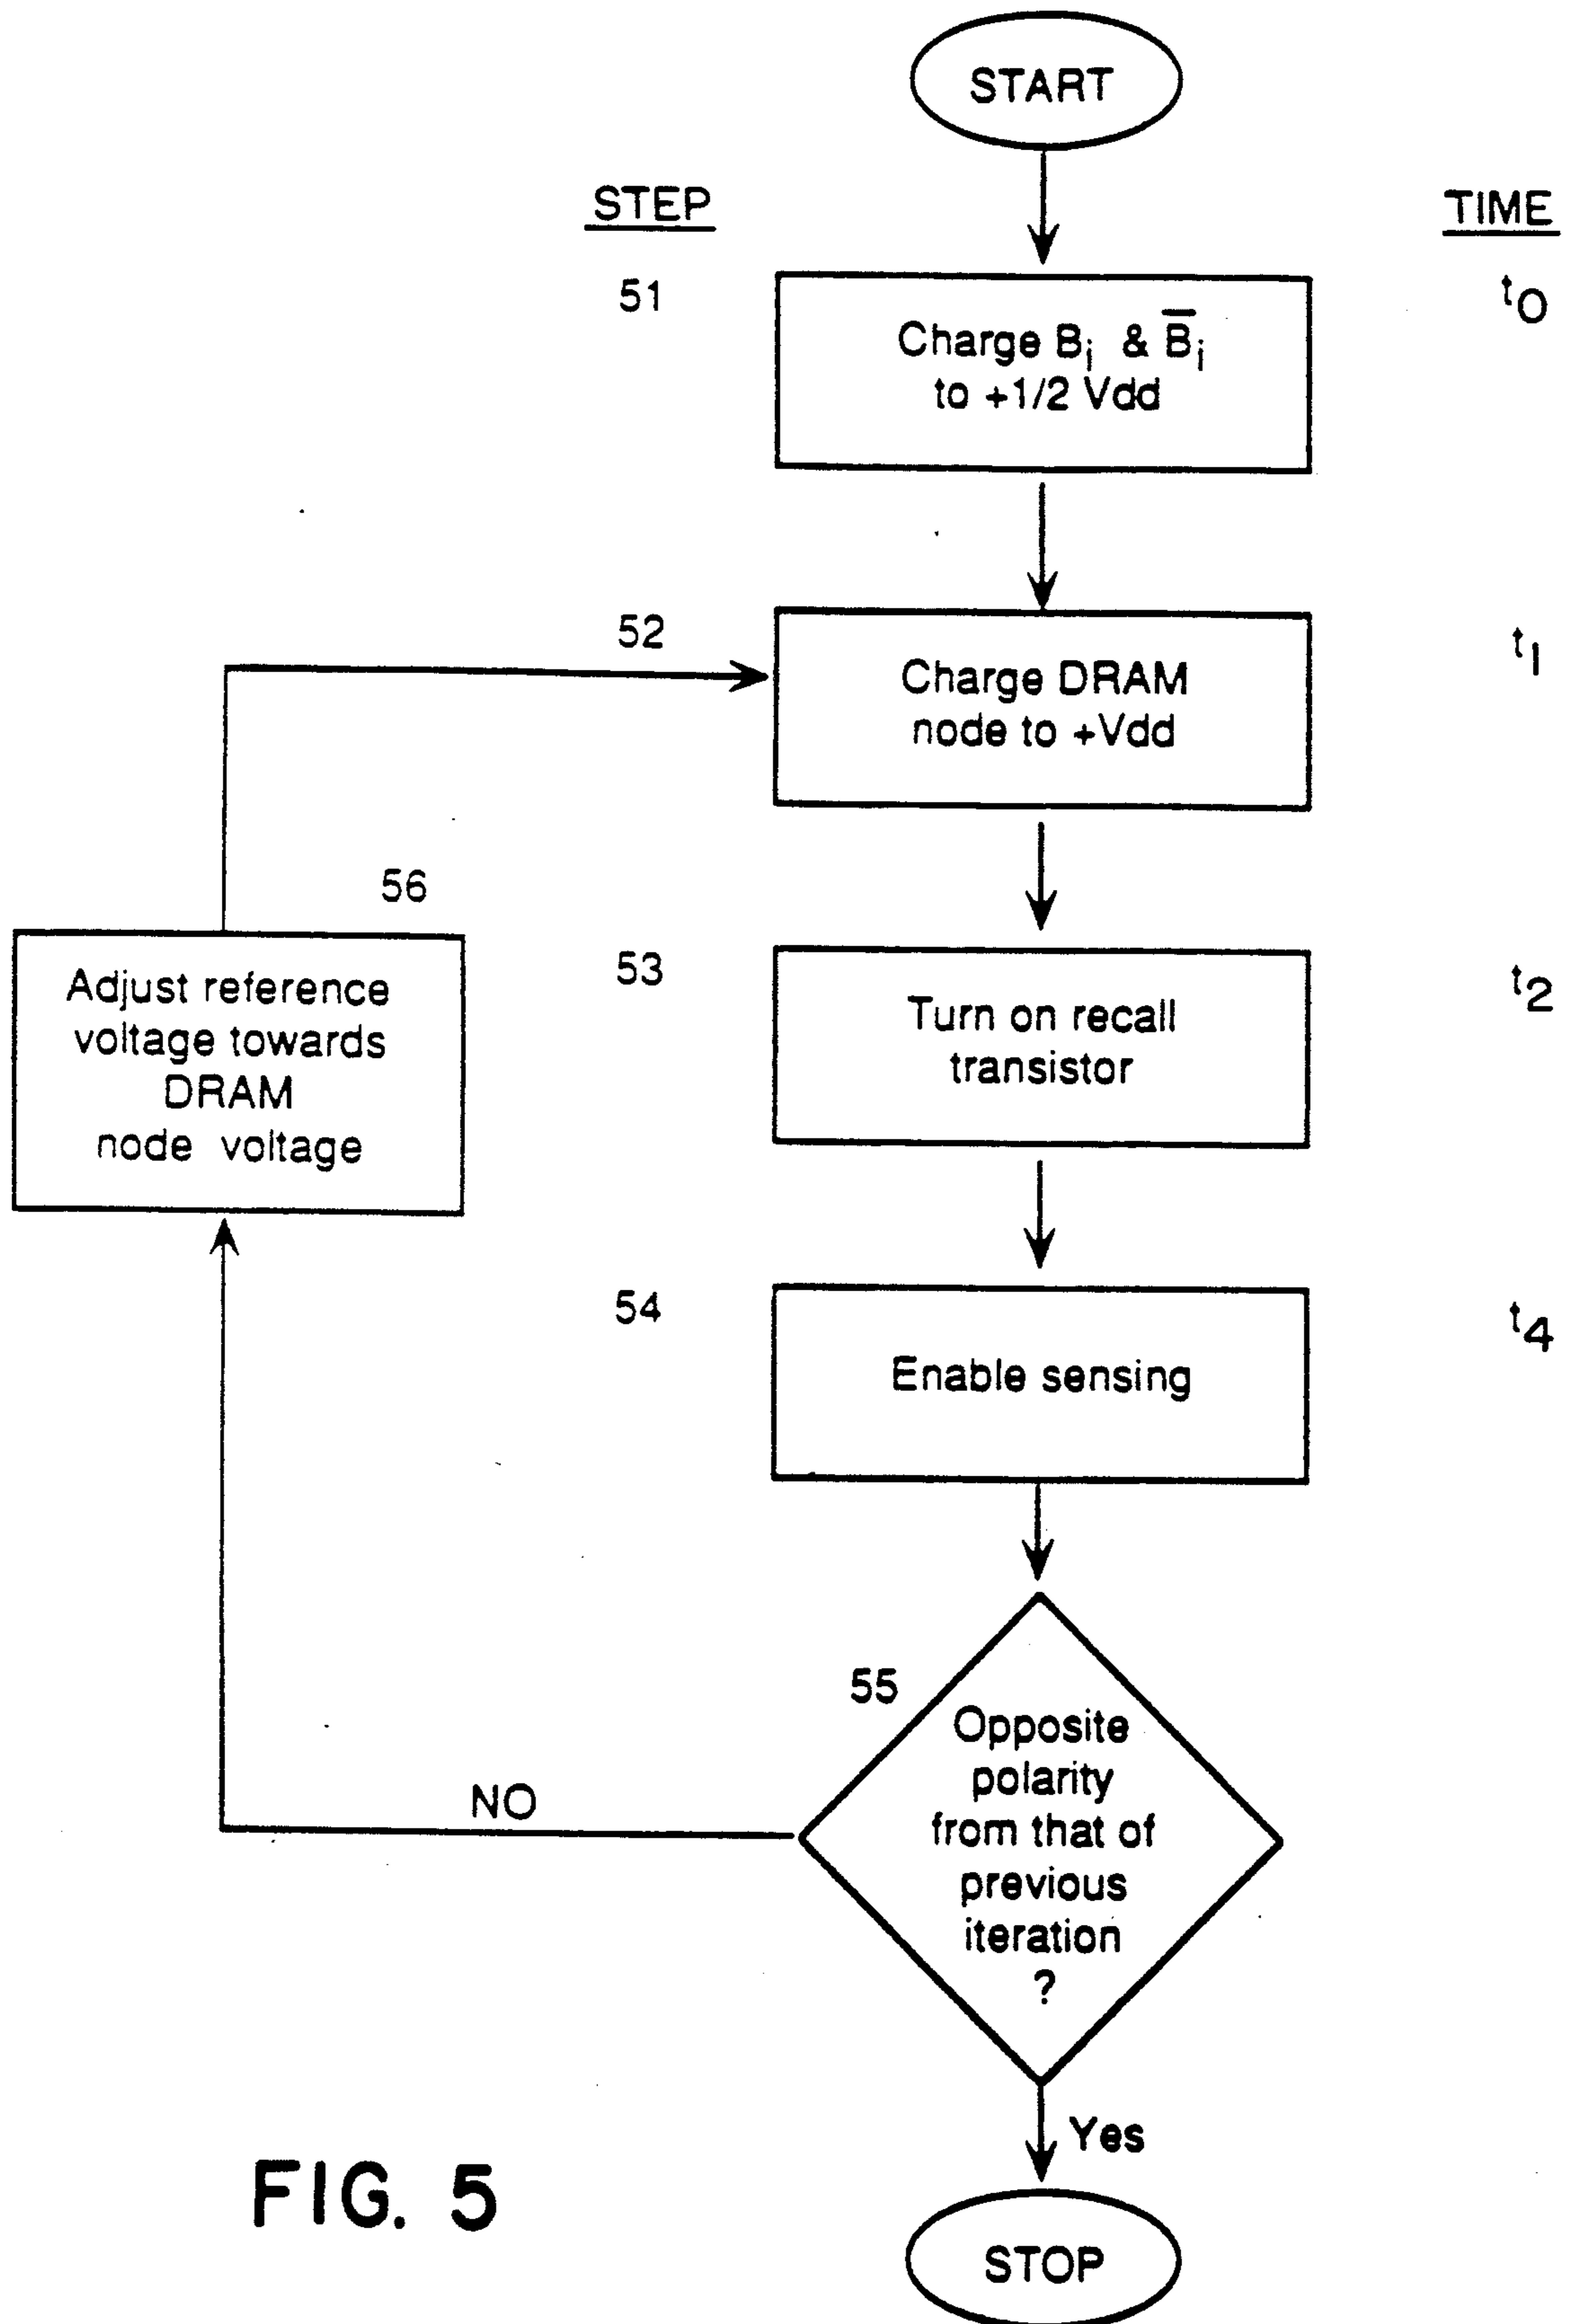 START
STEP
TIME
51
t0
Charge Bi & B̅i
to +1/2 Vdd
52
t1
Charge DRAM
node to +Vdd
56
Adjust reference
voltage towards
DRAM
node voltage
53
t2
Turn on recall
transistor
54
t4
Enable sensing
55
Opposite
polarity
from that of
previous
iteration
?
NO
Yes
FIG. 5
STOP